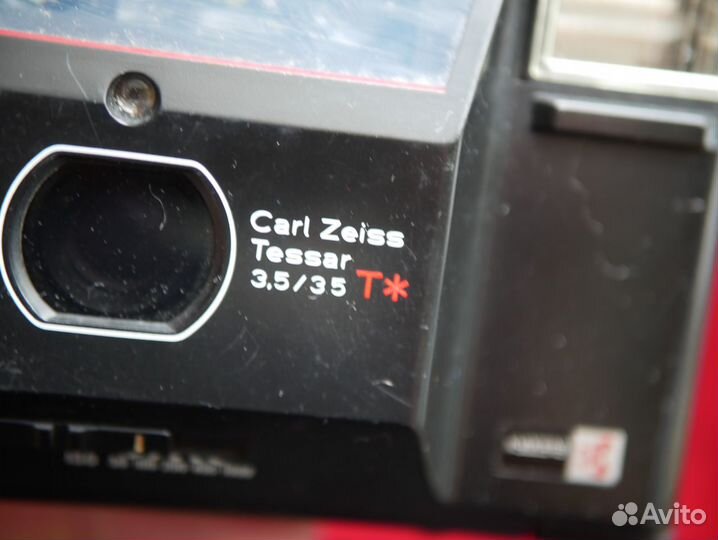 Carl Zeiss
Tessar
3,5/35 T*
Avito